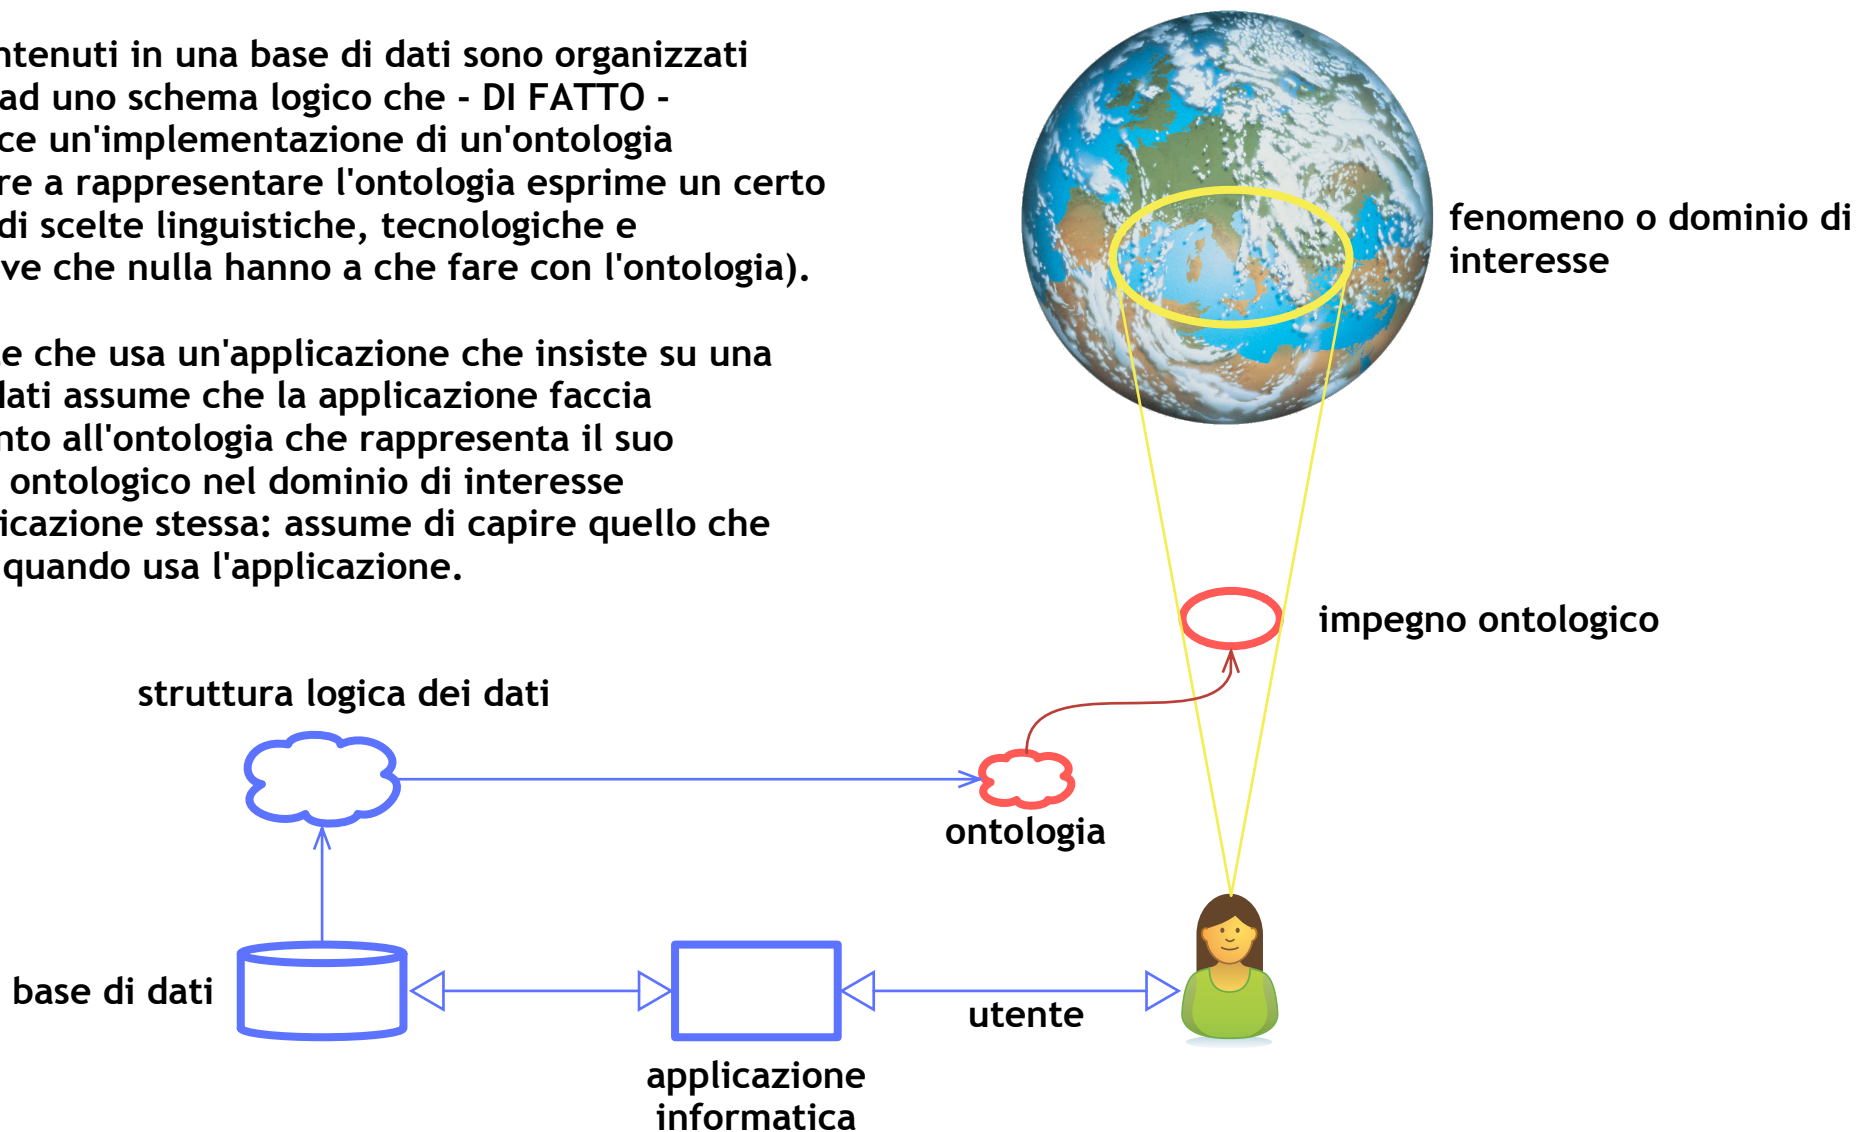 ntenuti in una base di dati sono organizzati
ad uno schema logico che - DI FATTO -
ce un'implementazione di un'ontologia
re a rappresentare l'ontologia esprime un certo
di scelte linguistiche, tecnologiche e
ve che nulla hanno a che fare con l'ontologia).
e che usa un'applicazione che insiste su una
dati assume che la applicazione faccia
nto all'ontologia che rappresenta il suo
ontologico nel dominio di interesse
icazione stessa: assume di capire quello che
quando usa l'applicazione.
fenomeno o dominio di
interesse
impegno ontologico
struttura logica dei dati
ontologia
base di dati
utente
applicazione
informatica